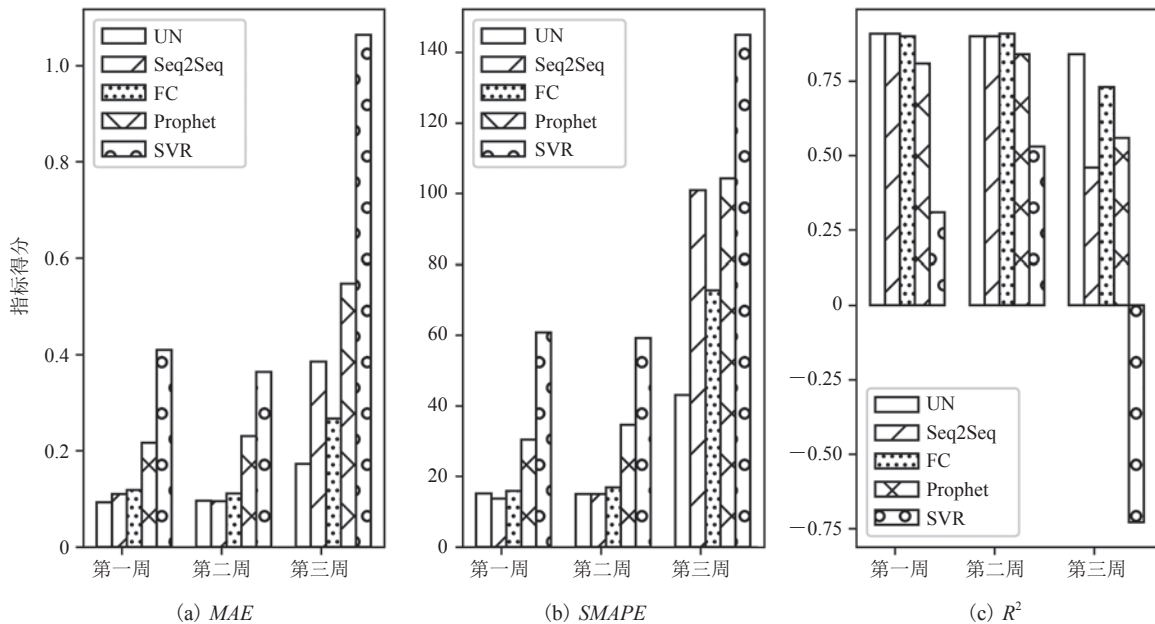 指标得分
1.0
0.8
0.6
0.4
0.2
0
UN
Seq2Seq
FC
Prophet
SVR
第一周 第二周 第三周
(a) MAE
140
120
100
80
60
40
20
0
UN
Seq2Seq
FC
Prophet
SVR
第一周 第二周 第三周
(b) SMAPE
0.75
0.50
0.25
0
−0.25
−0.50
−0.75
UN
Seq2Seq
FC
Prophet
SVR
第一周 第二周 第三周
(c) R²